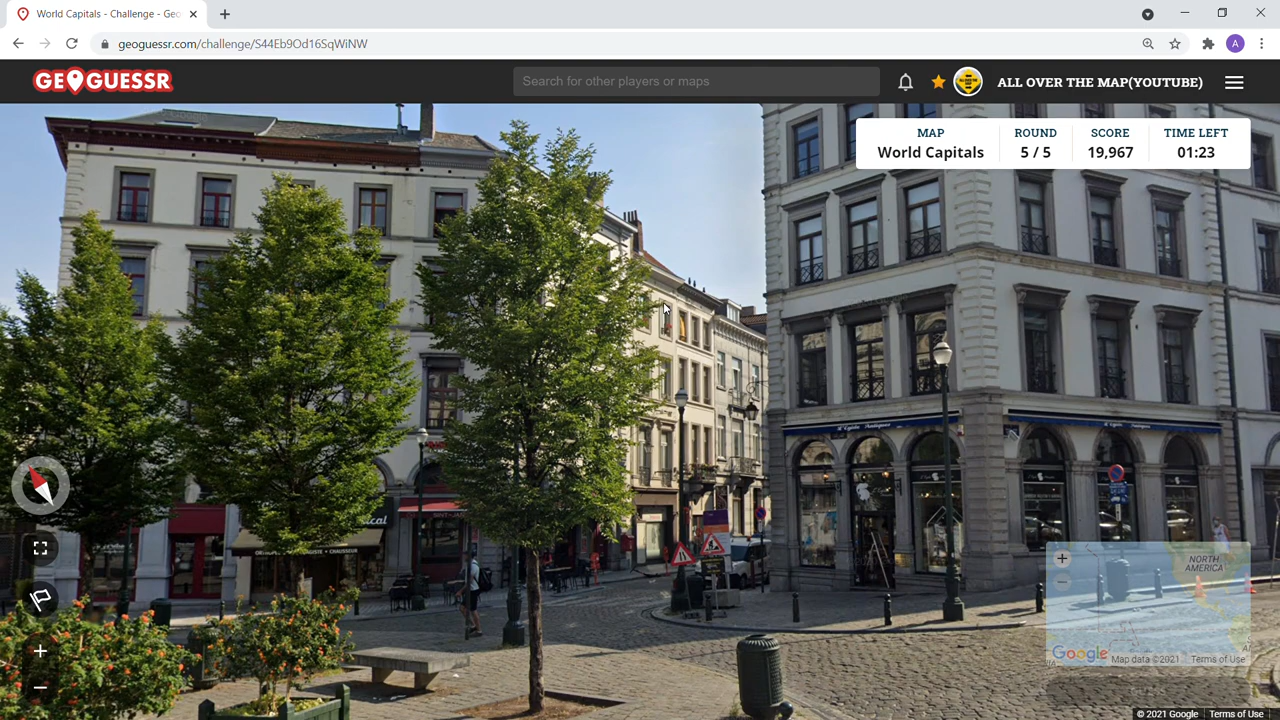 World Capitals - Challenge - Geo
geoguessr.com/challenge/S44Eb9Od16SqWiNW
A
GEOGUESSR
Search for other players or maps
ALL OVER THE MAP(YOUTUBE)
MAP
World Capitals
ROUND
5 / 5
SCORE
19,967
TIME LEFT
01:23
NORTH
AMERICA
Google
Map data ©2021
Terms of Use
© 2021 Google
Terms of Use